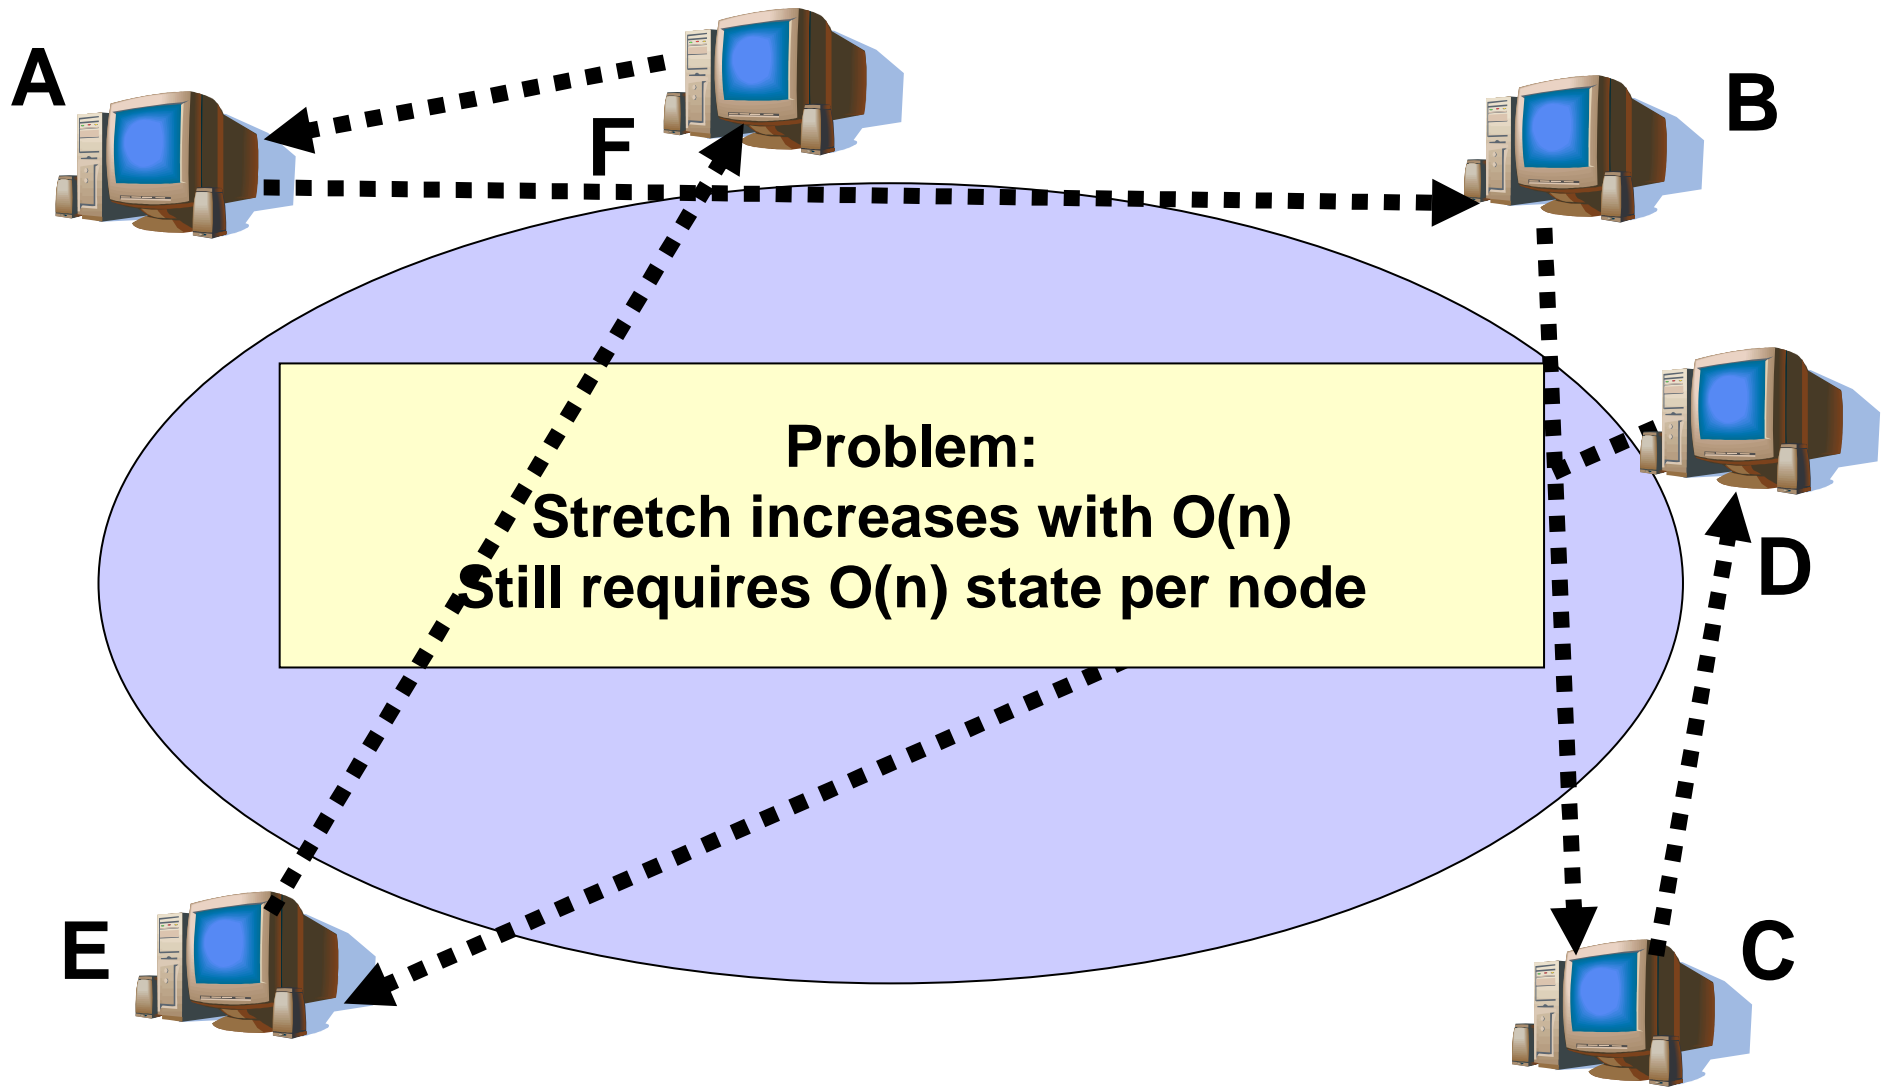 A
F
B
Problem:
Stretch increases with O(n)
Still requires O(n) state per node
D
E
C